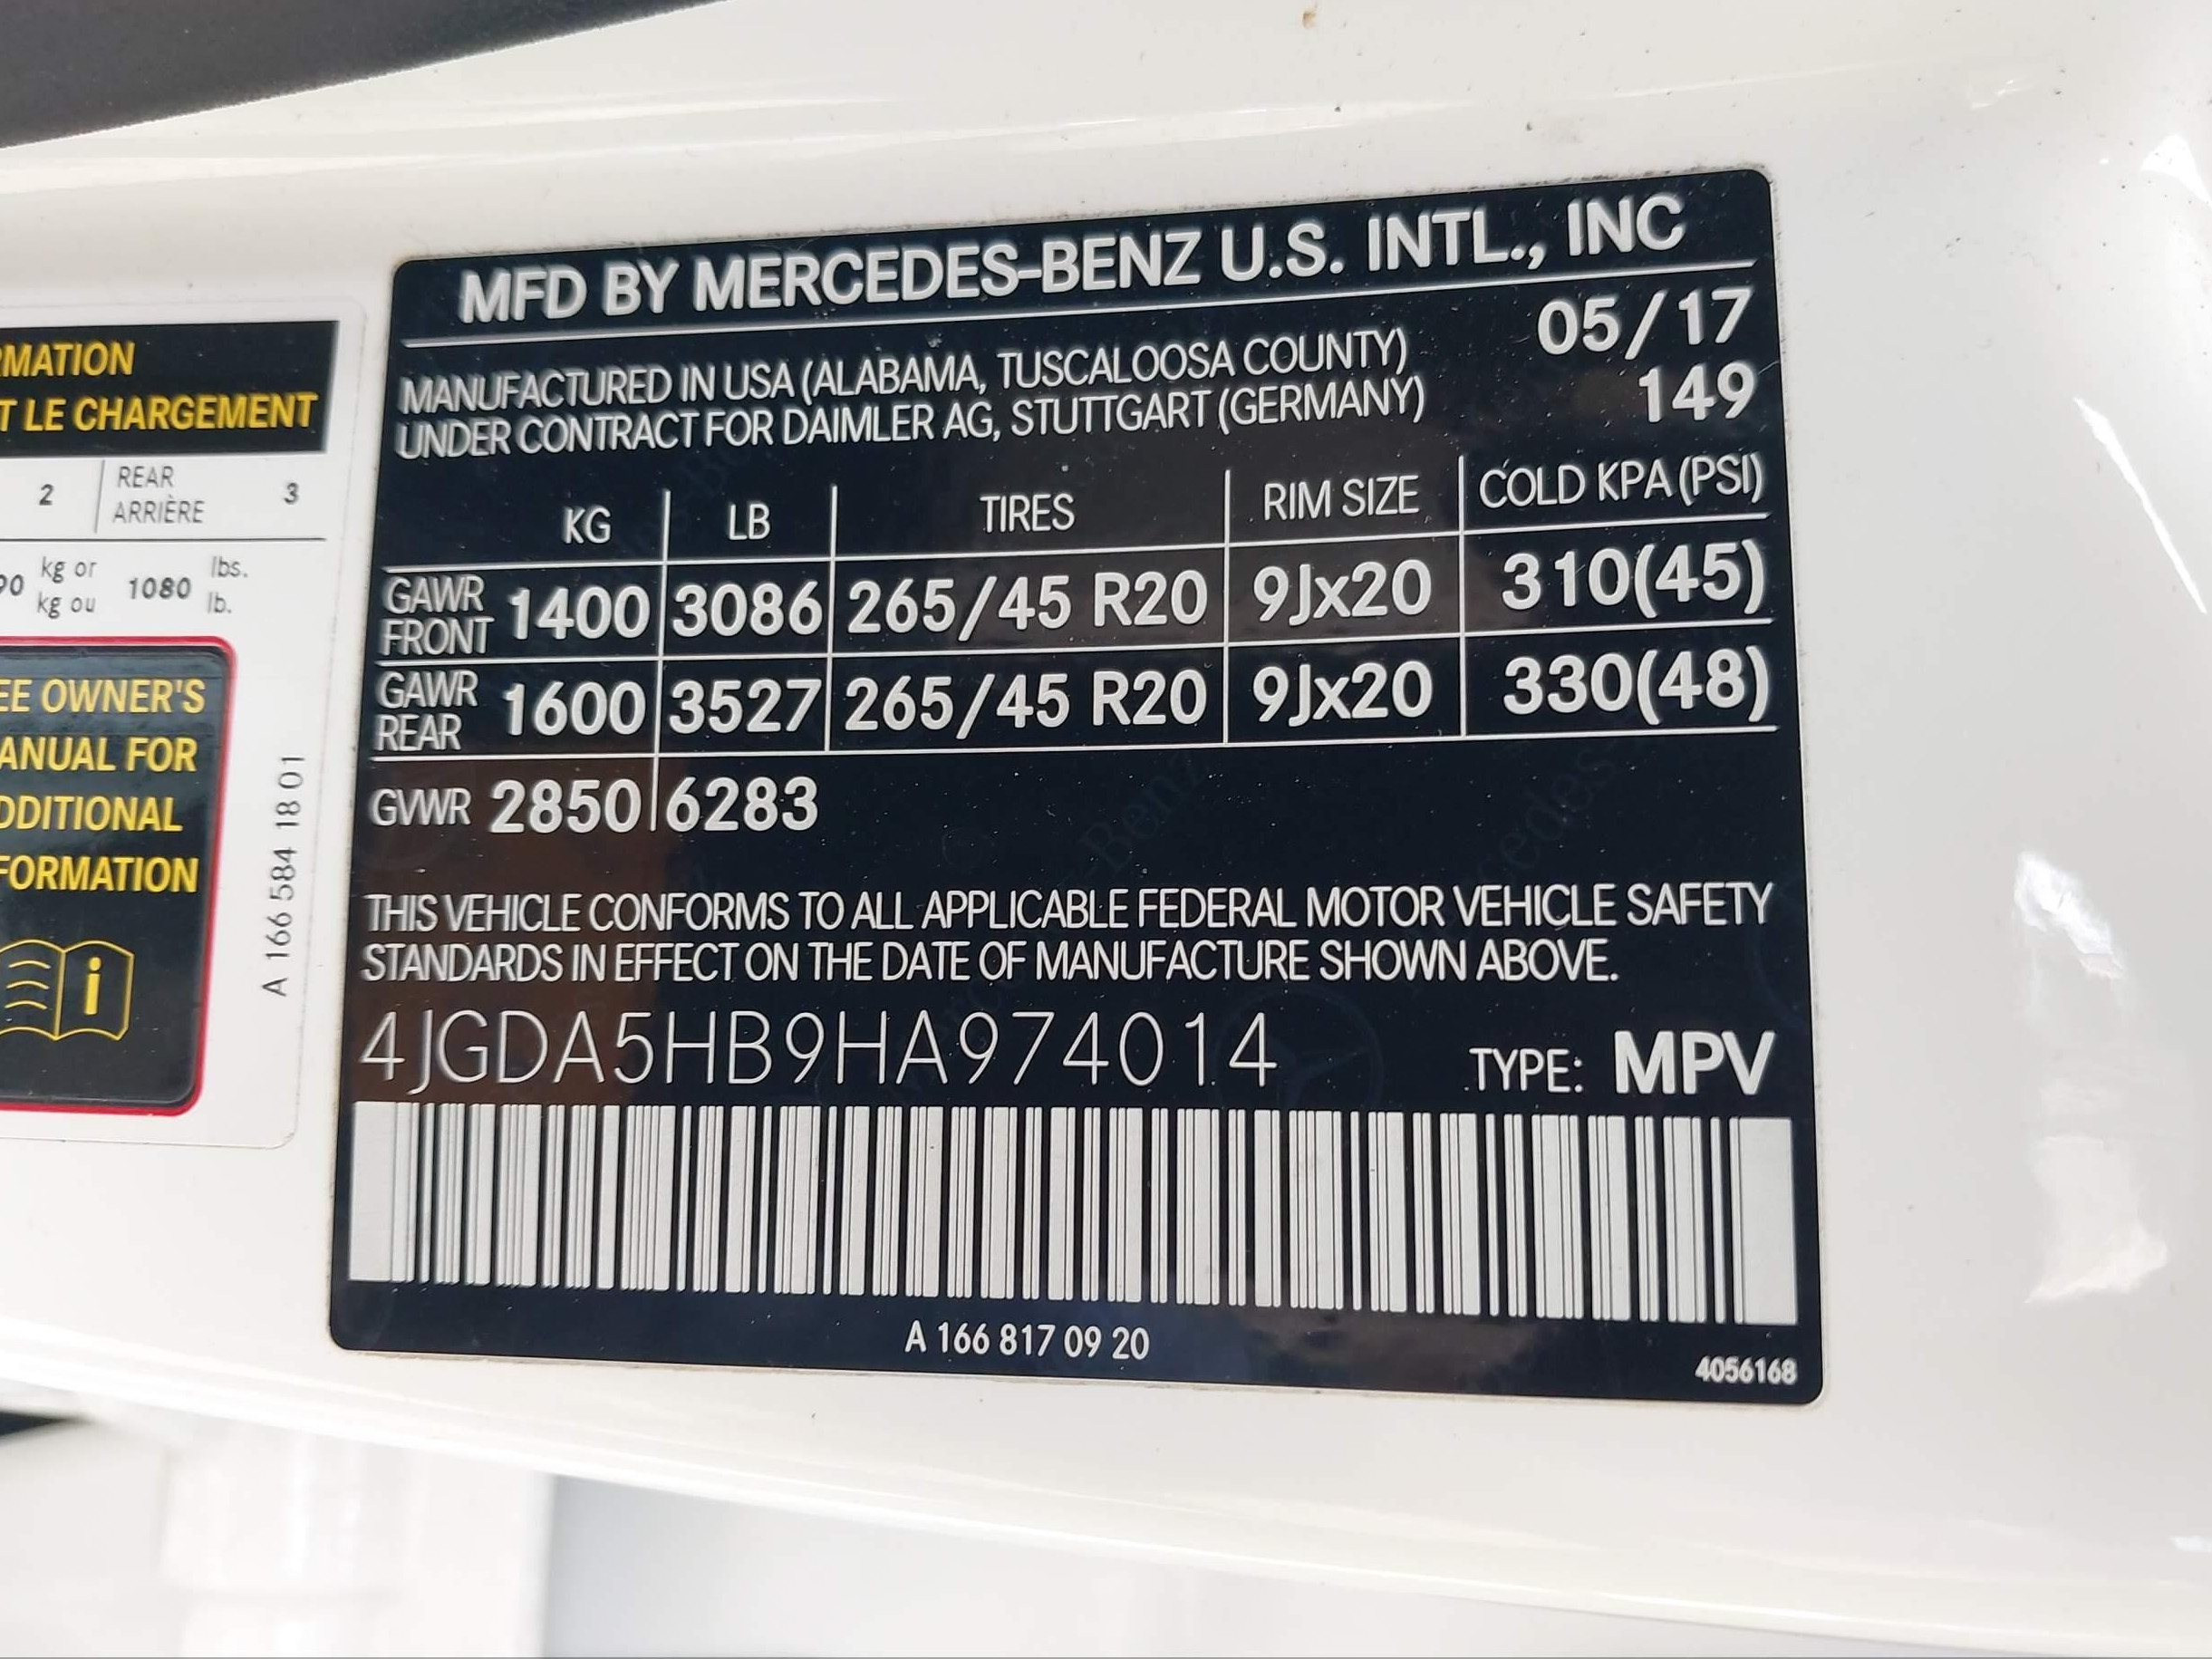 MFD BY MERCEDES-BENZ U.S. INTL., INC
MANUFACTURED IN USA (ALABAMA, TUSCALOOSA COUNTY) 05/17
UNDER CONTRACT FOR DAIMLER AG, STUTTGART (GERMANY) 149
KG LB TIRES RIM SIZE COLD KPA (PSI)
GAWR FRONT 1400 3086 265/45 R20 9Jx20 310(45)
GAWR REAR 1600 3527 265/45 R20 9Jx20 330(48)
GVWR 2850 6283
THIS VEHICLE CONFORMS TO ALL APPLICABLE FEDERAL MOTOR VEHICLE SAFETY
STANDARDS IN EFFECT ON THE DATE OF MANUFACTURE SHOWN ABOVE.
4JGDA5HB9HA974014 TYPE: MPV
A 166 817 09 20
4056168
RMATION
T LE CHARGEMENT
2 REAR 3
ARRIÈRE
90 kg or 1080 lbs.
kg ou lb.
EE OWNER'S
ANUAL FOR
DDITIONAL
FORMATION
i
A 166 584 18 01